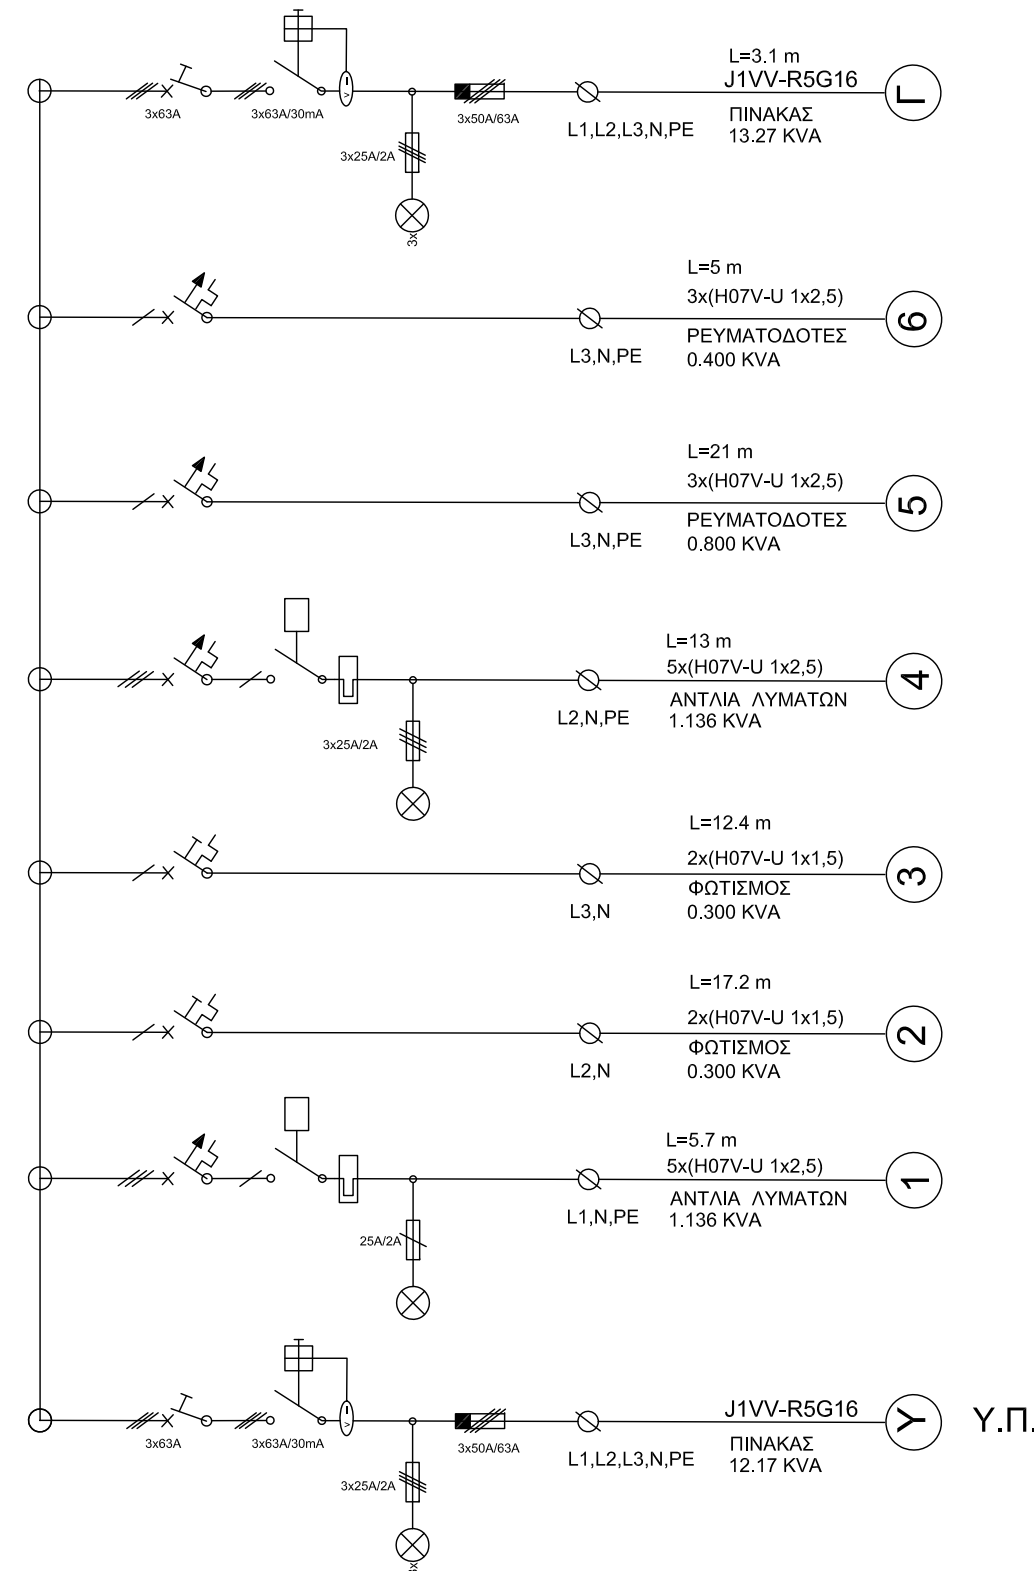 L=3.1 m
J1VV-R5G16
Γ
3x63A
3x63A/30mA
3x50A/63A
L1,L2,L3,N,PE
ΠΙΝΑΚΑΣ
13.27 KVA
3x25A/2A
3x
L=5 m
3x(H07V-U 1x2,5)
6
L3,N,PE
ΡΕΥΜΑΤΟΔΟΤΕΣ
0.400 KVA
L=21 m
3x(H07V-U 1x2,5)
5
L3,N,PE
ΡΕΥΜΑΤΟΔΟΤΕΣ
0.800 KVA
L=13 m
5x(H07V-U 1x2,5)
4
L2,N,PE
ΑΝΤΛΙΑ ΛΥΜΑΤΩΝ
1.136 KVA
3x25A/2A
L=12.4 m
2x(H07V-U 1x1,5)
3
L3,N
ΦΩΤΙΣΜΟΣ
0.300 KVA
L=17.2 m
2x(H07V-U 1x1,5)
2
L2,N
ΦΩΤΙΣΜΟΣ
0.300 KVA
L=5.7 m
5x(H07V-U 1x2,5)
1
L1,N,PE
ΑΝΤΛΙΑ ΛΥΜΑΤΩΝ
1.136 KVA
25A/2A
J1VV-R5G16
Υ
Υ.Π.
3x63A
3x63A/30mA
3x50A/63A
L1,L2,L3,N,PE
ΠΙΝΑΚΑΣ
12.17 KVA
3x25A/2A